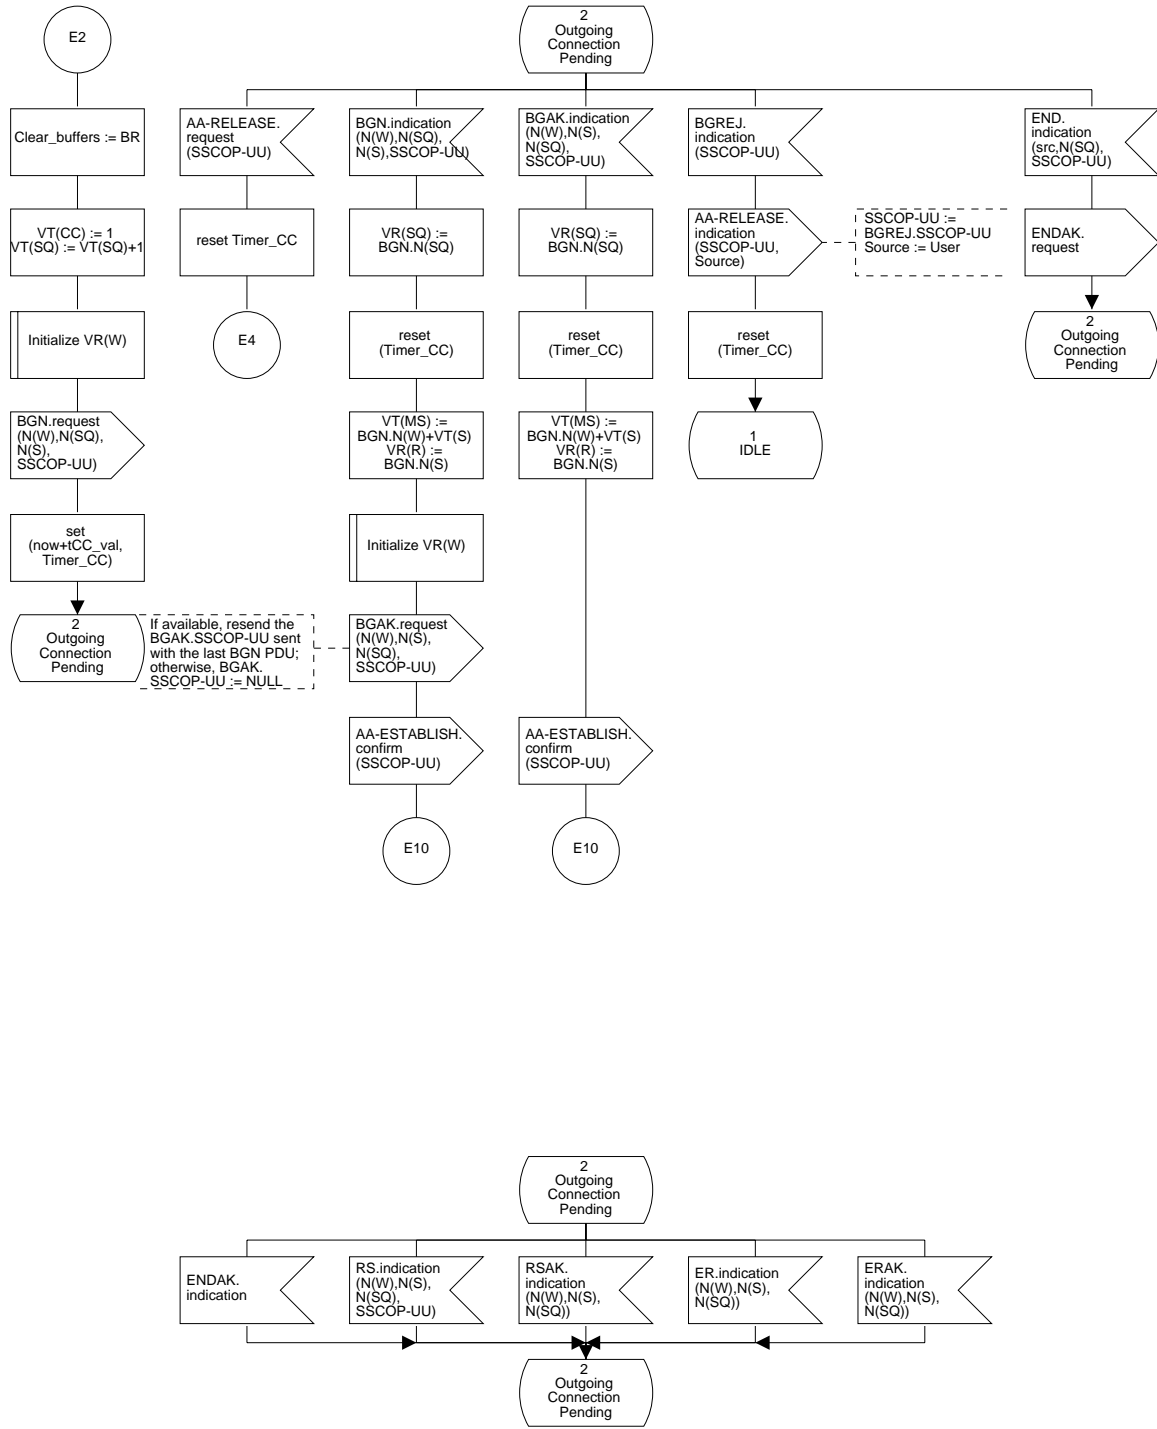 E2
Clear_buffers := BR
VT(CC) := 1
VT(SQ) := VT(SQ)+1
Initialize VR(W)
BGN.request
(N(W),N(SQ),
N(S),
SSCOP-UU)
set
(now+tCC_val,
Timer_CC)
2
Outgoing
Connection
Pending
2
Outgoing
Connection
Pending
AA-RELEASE.
request
(SSCOP-UU)
reset Timer_CC
E4
BGN.indication
(N(W),N(SQ),
N(S),SSCOP-UU)
VR(SQ) :=
BGN.N(SQ)
reset
(Timer_CC)
VT(MS) :=
BGN.N(W)+VT(S)
VR(R) :=
BGN.N(S)
Initialize VR(W)
BGAK.request
(N(W),N(S),
N(SQ),
SSCOP-UU)
If available, resend the
BGAK.SSCOP-UU sent
with the last BGN PDU;
otherwise, BGAK.
SSCOP-UU := NULL
AA-ESTABLISH.
confirm
(SSCOP-UU)
E10
BGAK.indication
(N(W),N(S),
N(SQ),
SSCOP-UU)
VR(SQ) :=
BGN.N(SQ)
reset
(Timer_CC)
VT(MS) :=
BGN.N(W)+VT(S)
VR(R) :=
BGN.N(S)
AA-ESTABLISH.
confirm
(SSCOP-UU)
E10
BGREJ.
indication
(SSCOP-UU)
AA-RELEASE.
indication
(SSCOP-UU,
Source)
SSCOP-UU :=
BGREJ.SSCOP-UU
Source := User
reset
(Timer_CC)
1
IDLE
END.
indication
(src,N(SQ),
SSCOP-UU)
ENDAK.
request
2
Outgoing
Connection
Pending
2
Outgoing
Connection
Pending
ENDAK.
indication
RS.indication
(N(W),N(S),
N(SQ),
SSCOP-UU)
RSAK.
indication
(N(W),N(S),
N(SQ))
ER.indication
(N(W),N(S),
N(SQ))
ERAK.
indication
(N(W),N(S),
N(SQ))
2
Outgoing
Connection
Pending